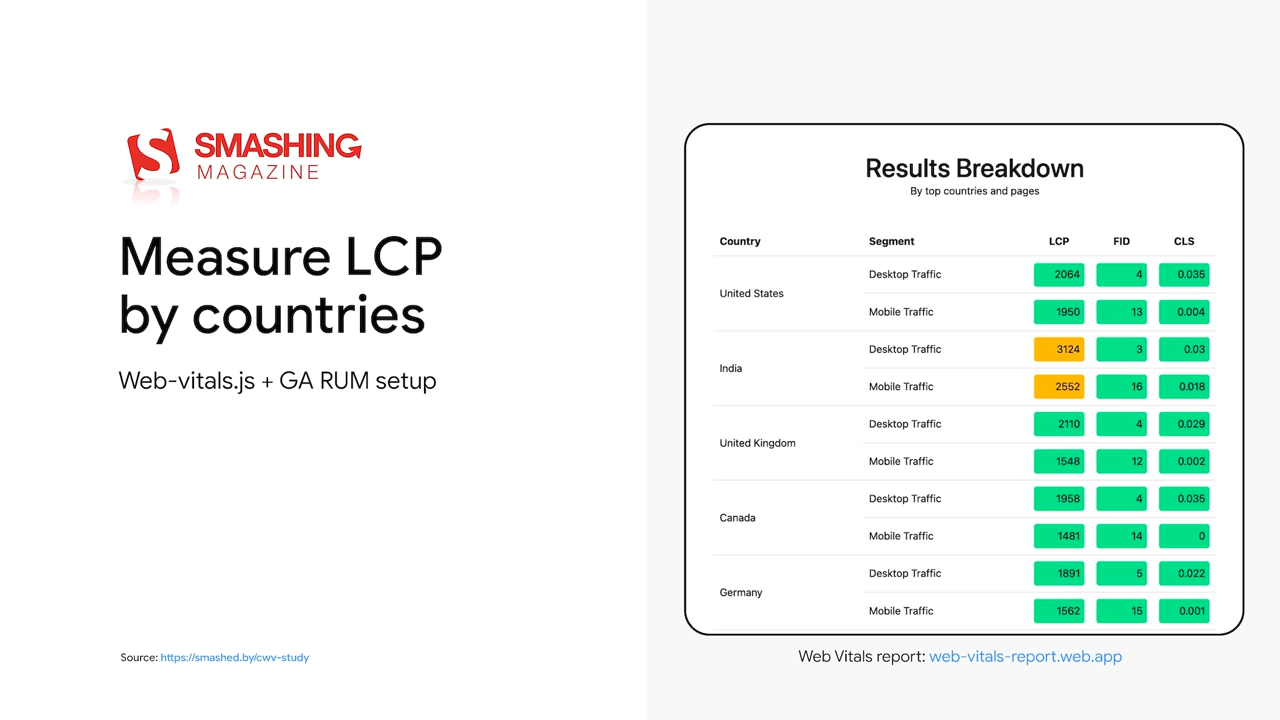 SMASHING
MAGAZINE
Measure LCP
by countries
Web-vitals.js + GA RUM setup
Source: https://smashed.by/cwv-study
Results Breakdown
By top countries and pages
Country Segment LCP FID CLS
United States
Desktop Traffic 2064 4 0.035
Mobile Traffic 1950 13 0.004
India
Desktop Traffic 3124 3 0.03
Mobile Traffic 2552 16 0.018
United Kingdom
Desktop Traffic 2110 4 0.029
Mobile Traffic 1548 12 0.002
Canada
Desktop Traffic 1958 4 0.035
Mobile Traffic 1481 14 0
Germany
Desktop Traffic 1891 5 0.022
Mobile Traffic 1562 15 0.001
Web Vitals report: web-vitals-report.web.app